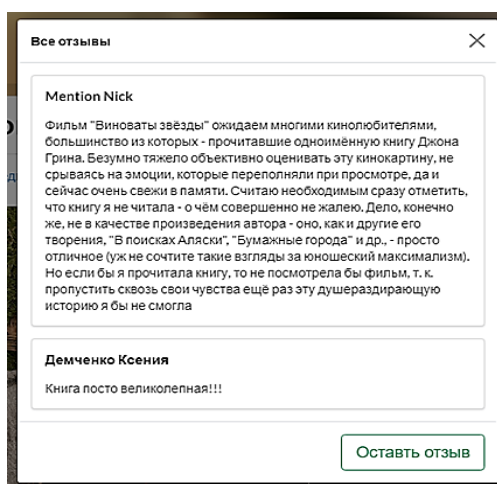 Все отзывы
Mention Nick
Фильм "Виноваты звёзды" ожидаем многими кинолюбителями,
большинство из которых - прочитавшие одноимённую книгу Джона
Грина. Безумно тяжело объективно оценивать эту кинокартину, не
срываясь на эмоции, которые переполняли при просмотре, да и
сейчас очень свежи в памяти. Считаю необходимым сразу отметить,
что книгу я не читала - о чём совершенно не жалею. Дело, конечно
же, не в качестве произведения автора - оно, как и другие его
творения, "В поисках Аляски", "Бумажные города" и др., - просто
отличное (уж не сочтите такие взгляды за юношеский максимализм).
Но если бы я прочитала книгу, то не посмотрела бы фильм, т. к.
пропустить сквозь свои чувства ещё раз эту душераздирающую
историю я бы не смогла
Демченко Ксения
Книга посто великолепная!!!
Оставть отзыв